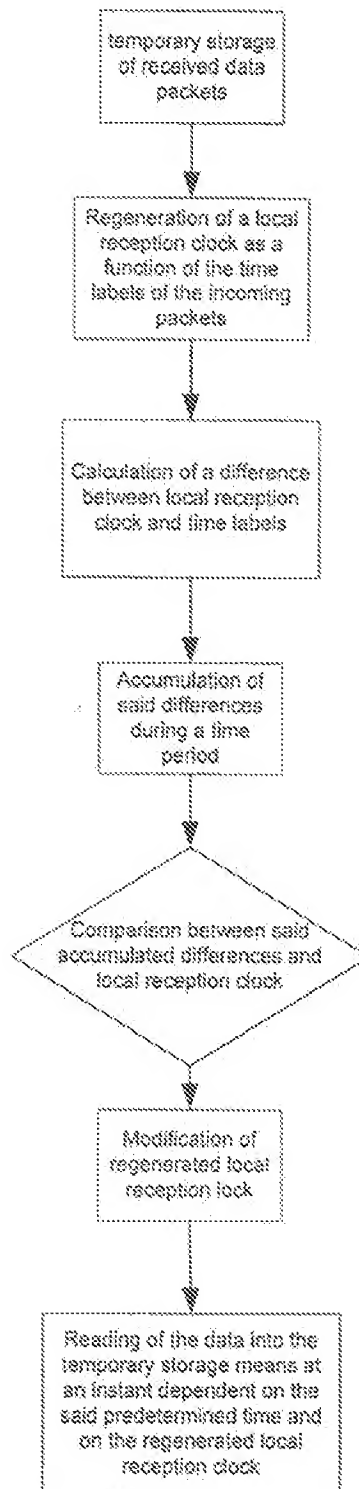 temporary storage
of received data
packets
Regeneration of a local
reception clock as a
function of the time
labels of the incoming
packets
Calculation of a difference
between local reception
clock and time labels
Accumulation of
said differences
during a time
period
Comparison between said
accumulated differences and
local reception clock
Modification of
regenerated local
reception lock
Reading of the data into the
temporary storage means at
an instant dependent on the
said predetermined time and
on the regenerated local
reception clock